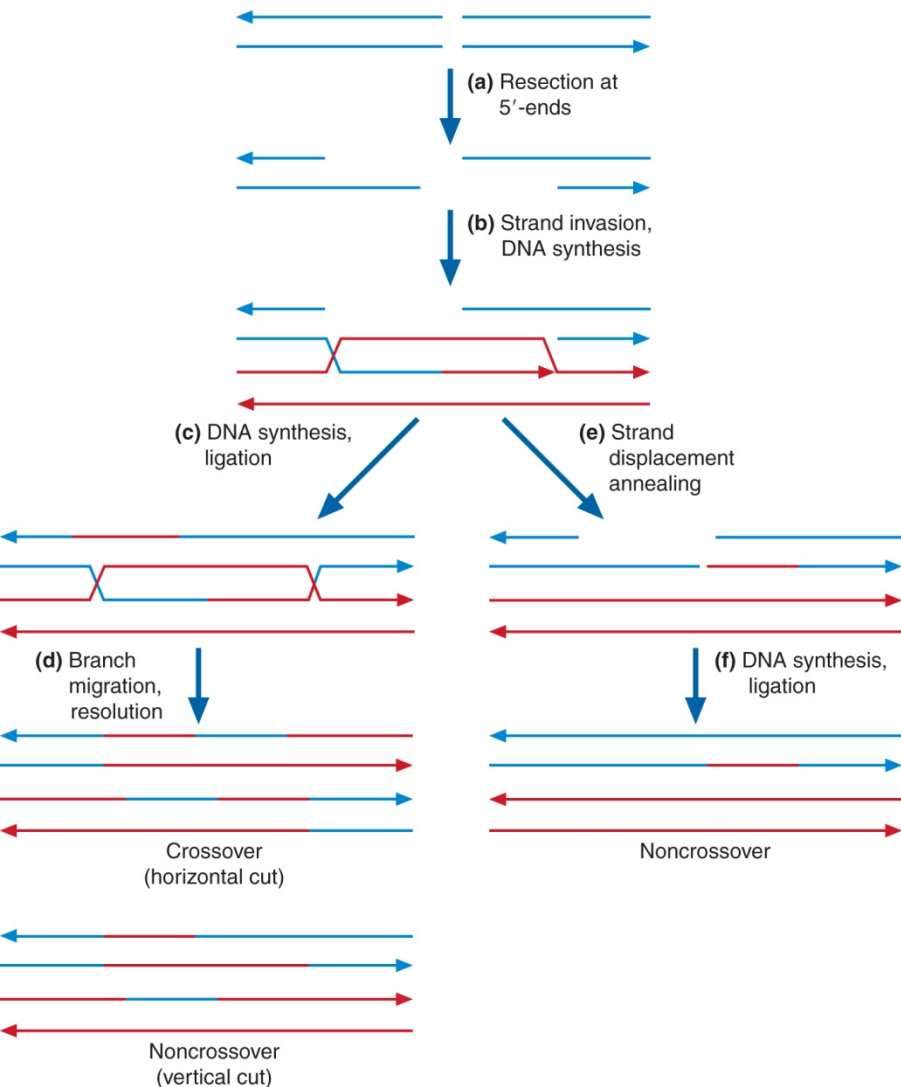 (a) Resection at
5′-ends
(b) Strand invasion,
DNA synthesis
(c) DNA synthesis,
ligation
(e) Strand
displacement
annealing
(d) Branch
migration,
resolution
(f) DNA synthesis,
ligation
Crossover
(horizontal cut)
Noncrossover
Noncrossover
(vertical cut)